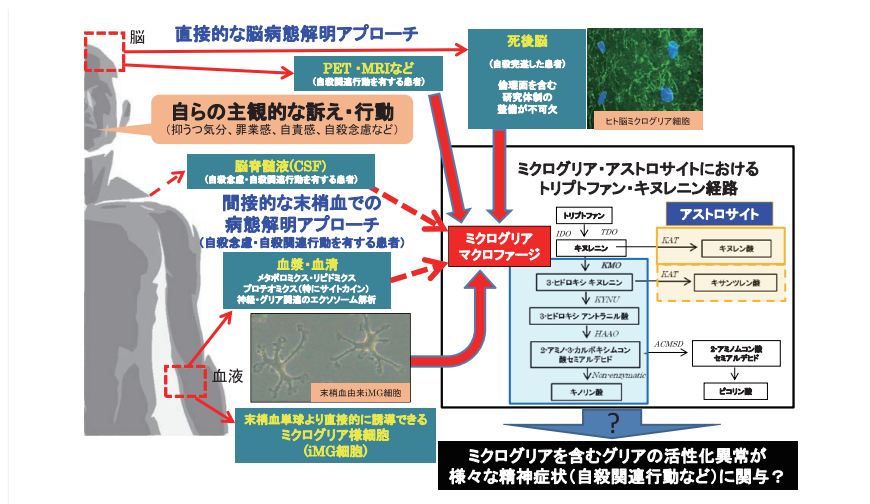 脳
直接的な脳病態解明アプローチ
PET・MRIなど
(自殺関連行動を有する患者)
死後脳
(自殺完遂した患者)
倫理面を含む
研究体制の
整備が不可欠
ヒト脳ミクログリア細胞
自らの主観的な訴え・行動
(抑うつ気分、罪業感、自責感、自殺念慮など)
脳脊髄液(CSF)
(自殺念慮・自殺関連行動を有する患者)
間接的な末梢血での
病態解明アプローチ
(自殺念慮・自殺関連行動を有する患者)
血漿・血清
メタボロミクス・リピドミクス
プロテオミクス(特にサイトカイン)
神経・グリア関連のエクソソーム解析
末梢血由来iMG細胞
血液
末梢血単球より直接的に誘導できる
ミクログリア様細胞
(iMG細胞)
ミクログリア
マクロファージ
ミクログリア・アストロサイトにおける
トリプトファン・キヌレニン経路
トリプトファン
アストロサイト
IDO
TDO
キヌレニン
KAT
キヌレン酸
KMO
3-ヒドロキシ キヌレニン
KAT
キサンツレン酸
KYNU
3-ヒドロキシ アントラニル酸
HAAO
2-アミノ-3-カルボキシムコン
酸セミアルデヒド
ACMSD
2-アミノムコン酸
セミアルデヒド
Non-enzymatic
キノリン酸
ピコリン酸
?
ミクログリアを含むグリアの活性化異常が
様々な精神症状(自殺関連行動など)に関与?